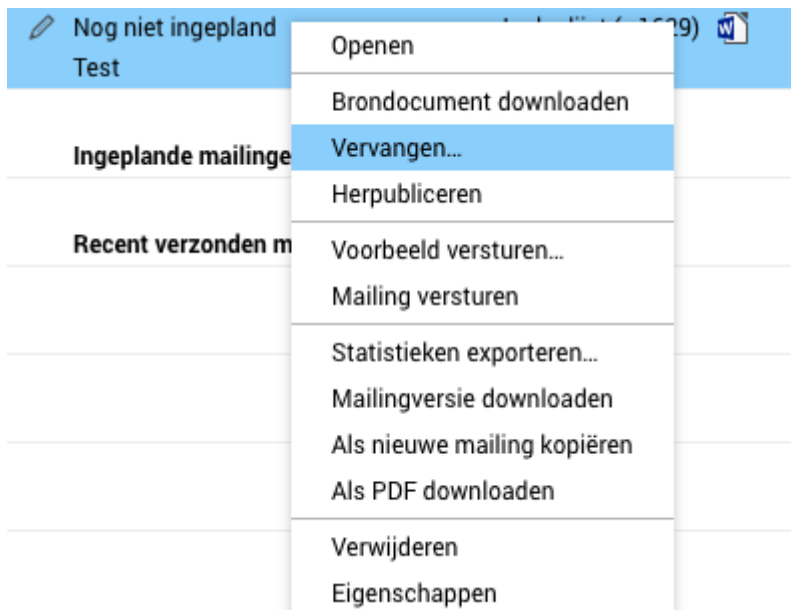 Nog niet ingepland
9)
Test
Ingeplande mailinge
Recent verzonden m
Openen
Brondocument downloaden
Vervangen...
Herpubliceren
Voorbeeld versturen...
Mailing versturen
Statistieken exporteren...
Mailingversie downloaden
Als nieuwe mailing kopiëren
Als PDF downloaden
Verwijderen
Eigenschappen